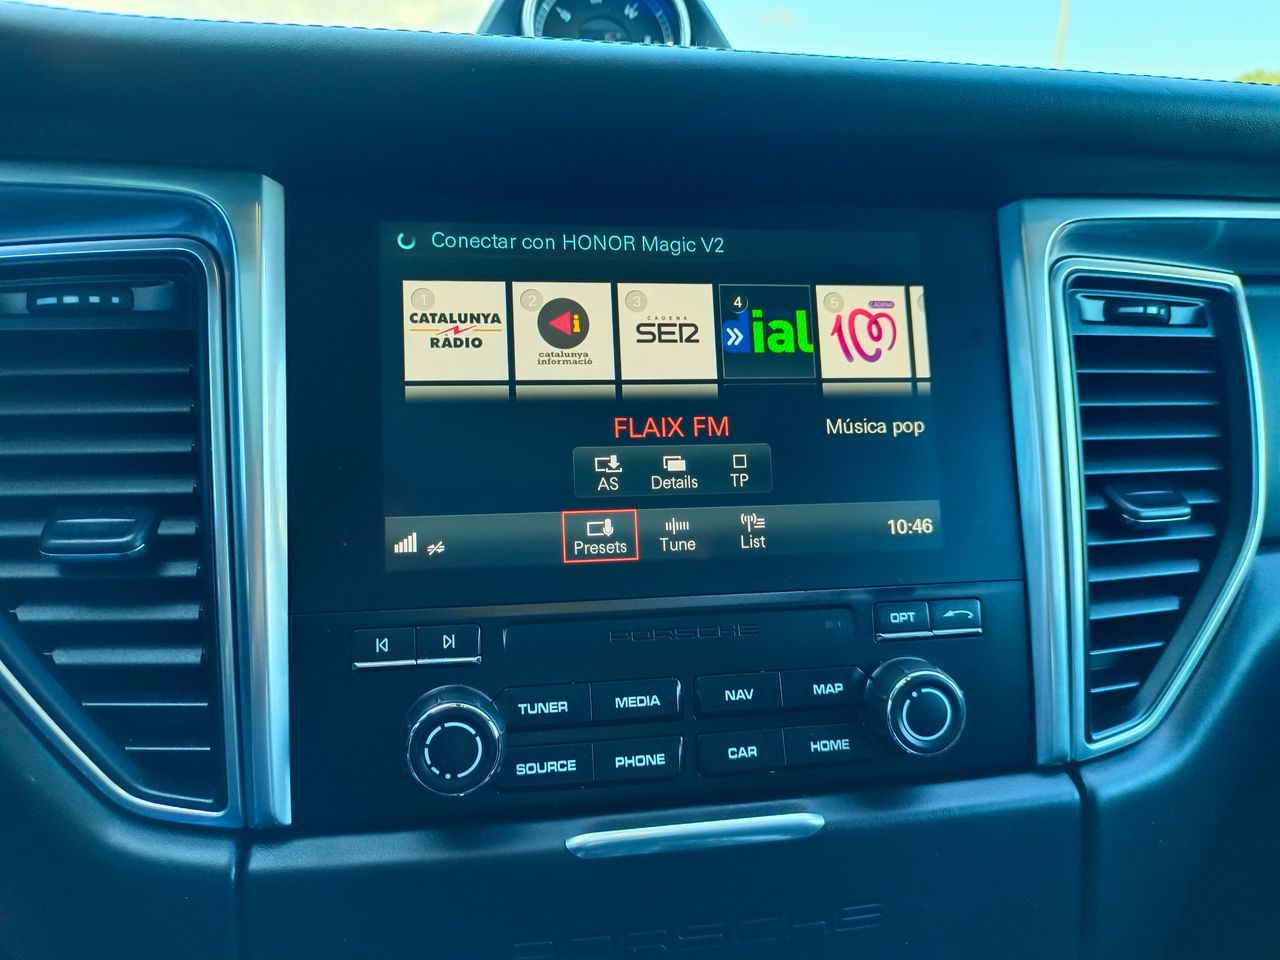 Conectar con HONOR Magic V2
1
CATALUNYA
RÀDIO
2
i
catalunya
informació
3
CADENA
SER
4
dial
5
CADENA
100
FLAIX FM
Música pop
AS
Details
TP
Presets
Tune
List
10:46
PORSCHE
OPT
TUNER
MEDIA
NAV
MAP
SOURCE
PHONE
CAR
HOME
PORSCHE